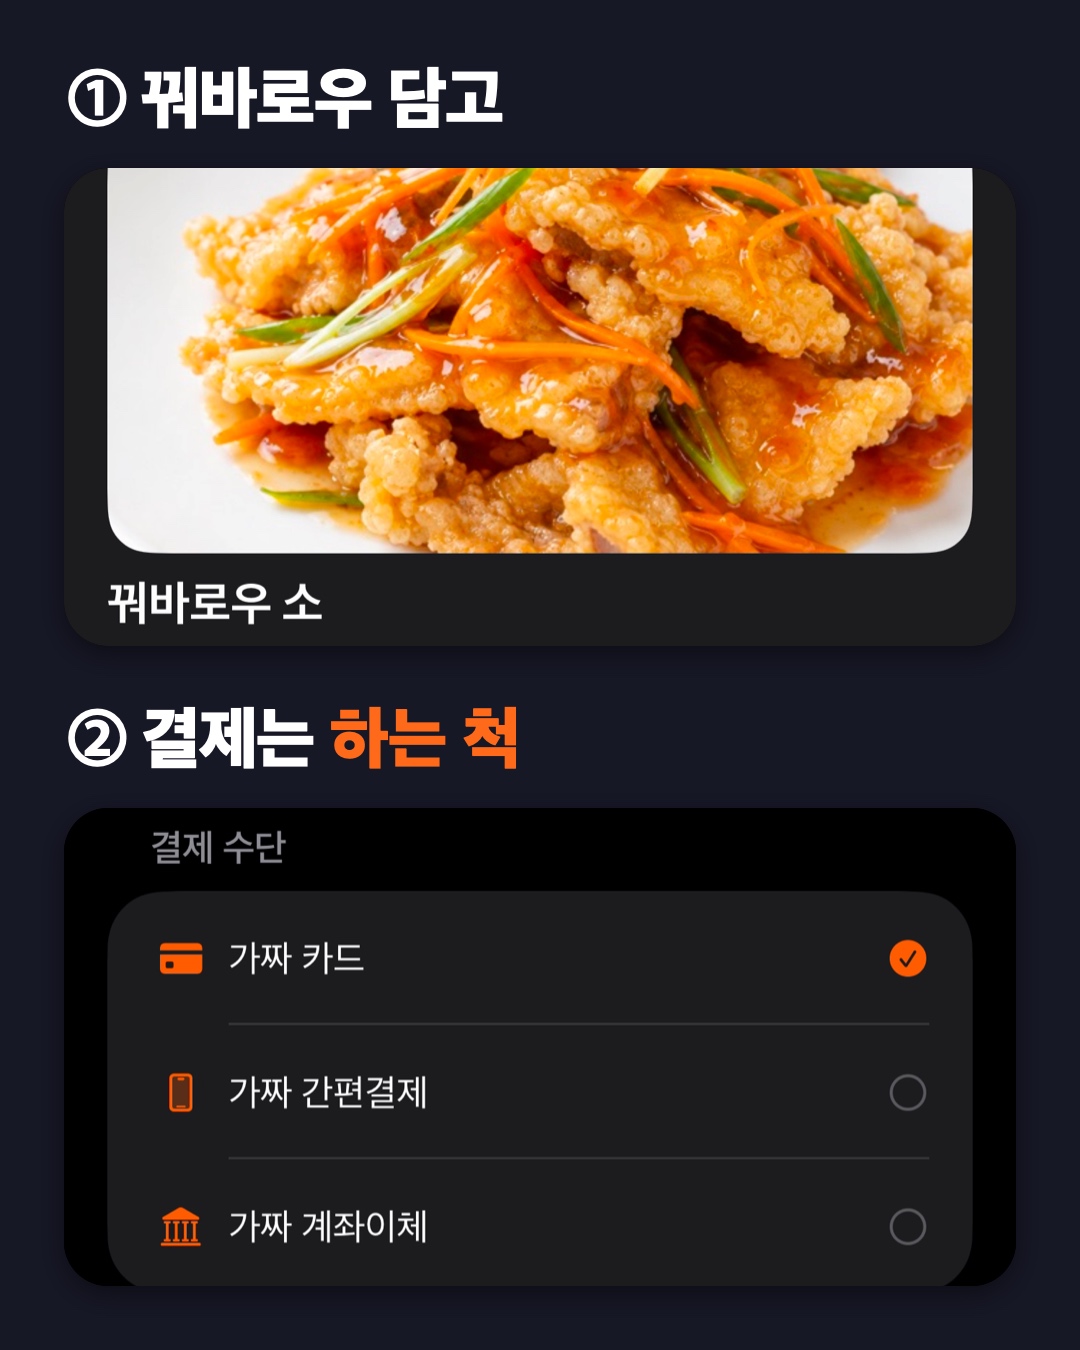 ① 꿔바로우 담고
꿔바로우 소
② 결제는 하는 척
결제 수단
가짜 카드
가짜 간편결제
가짜 계좌이체